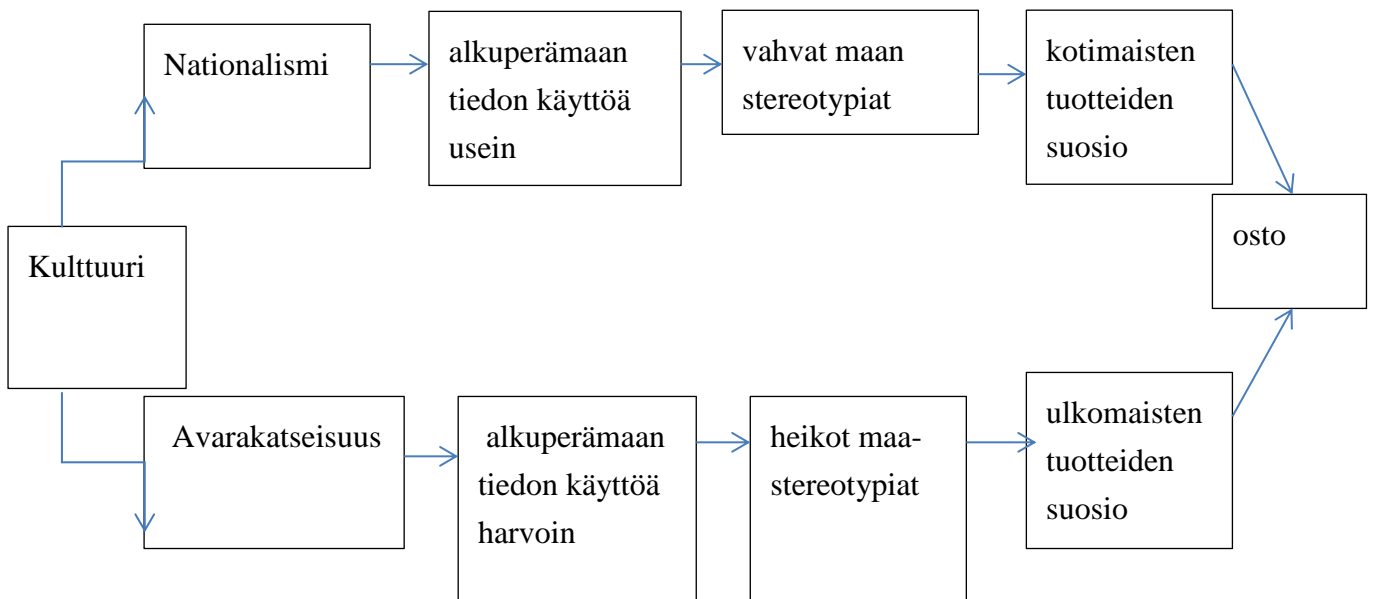 Nationalismi
alkuperämaan
tiedon käyttöä
usein
vahvat maan
stereotypiat
kotimaisten
tuotteiden
suosio
osto
Kulttuuri
Avarakatseisuus
alkuperämaan
tiedon käyttöä
harvoin
heikot maa-
stereotypiat
ulkomaisten
tuotteiden
suosio